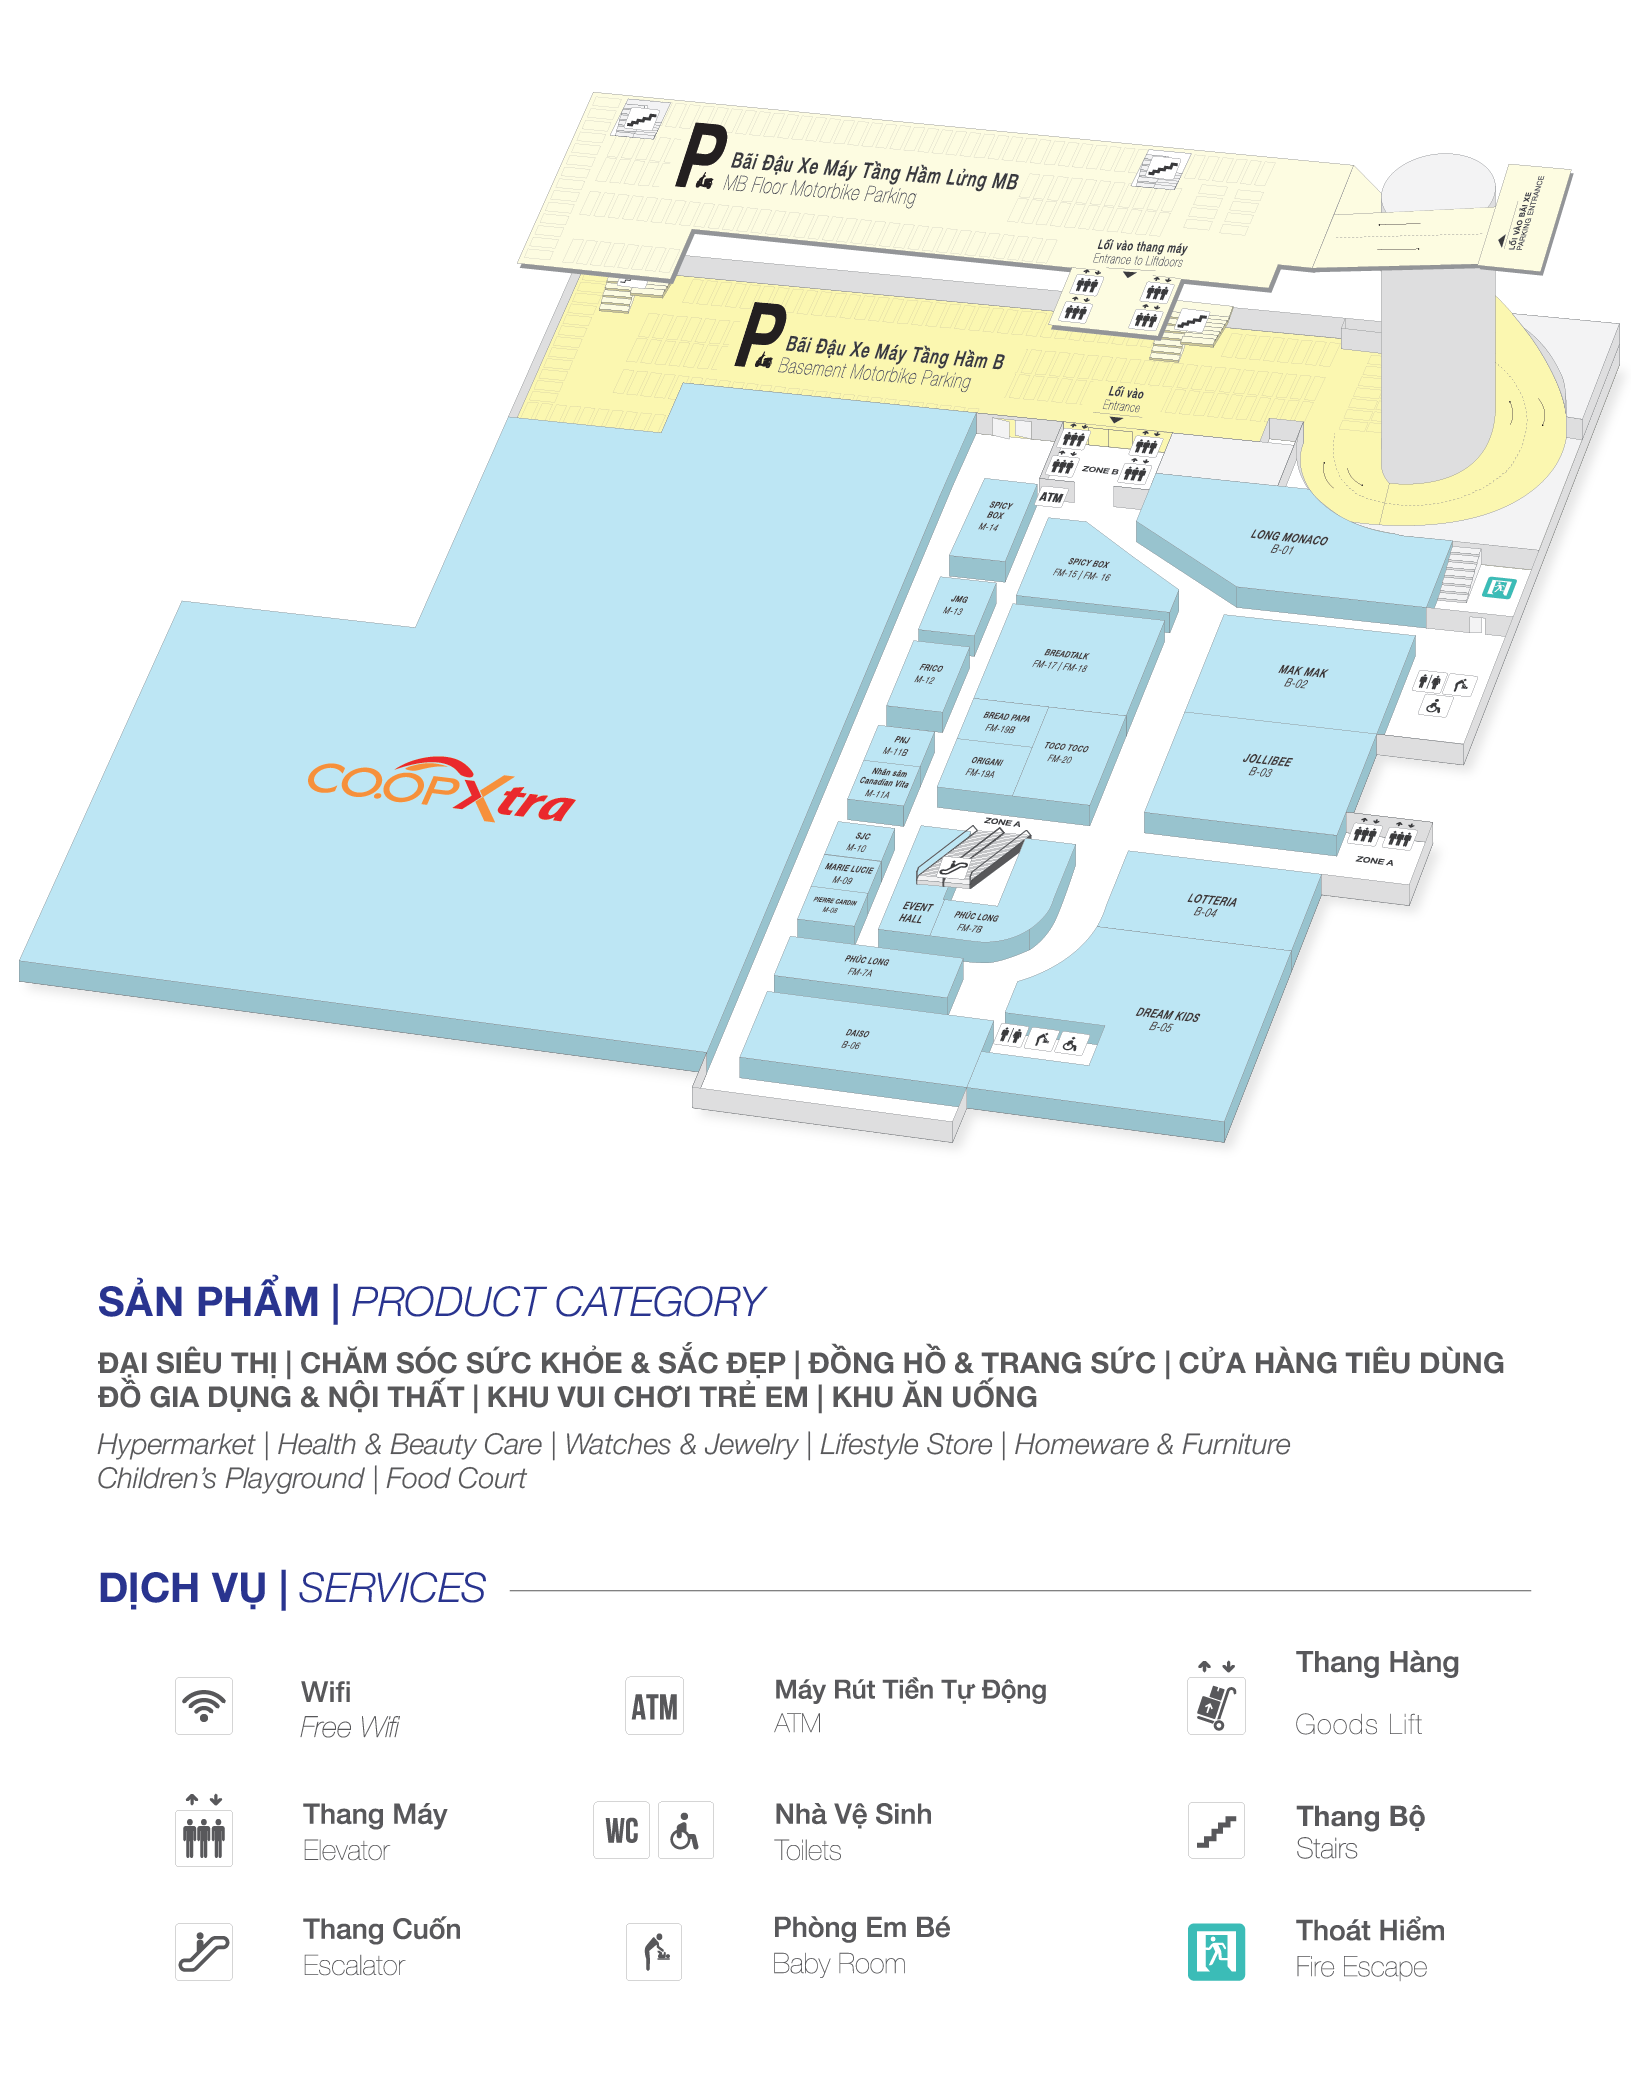 Bãi Đậu Xe Máy Tầng Hầm Lửng MB
MB Floor Motorbike Parking
P
LỐI VÀO BÃI XE
PARKING ENTRANCE
Lối vào thang máy
Entrance to Liftdoors
P
Bãi Đậu Xe Máy Tầng Hầm B
Basement Motorbike Parking
Lối vào
Entrance
ZONE B
ATM
SPICY
BOX
M-14
LONG MONACO
B-01
SPICY BOX
FM-15 | FM- 16
JMG
M-13
BREADTALK
FM-17 | FM-18
FRICO
M-12
MAK MAK
B-02
BREAD PAPA
FM-19B
PNJ
M-11B
TOCO TOCO
FM-20
ORIGANI
FM-19A
JOLLIBEE
B-03
Nhân sâm
Canadian Vita
M-11A
CO.OPXtra
ZONE A
SJC
M-10
ZONE A
MARIE LUCIE
M-09
PIERRE CARDIN
M-08
EVENT
HALL
PHÚC LONG
FM-7B
LOTTERIA
B-04
PHÚC LONG
FM-7A
DREAM KIDS
B-05
DAISO
B-06
SẢN PHẨM | PRODUCT CATEGORY
ĐẠI SIÊU THỊ | CHĂM SÓC SỨC KHỎE & SẮC ĐẸP | ĐỒNG HỒ & TRANG SỨC | CỬA HÀNG TIÊU DÙNG
ĐỒ GIA DỤNG & NỘI THẤT | KHU VUI CHƠI TRẺ EM | KHU ĂN UỐNG
Hypermarket | Health & Beauty Care | Watches & Jewelry | Lifestyle Store | Homeware & Furniture
Children's Playground | Food Court
DỊCH VỤ | SERVICES
Wifi
Free Wifi
ATM
Máy Rút Tiền Tự Động
ATM
Thang Hàng
Goods Lift
Thang Máy
Elevator
WC
Nhà Vệ Sinh
Toilets
Thang Bộ
Stairs
Thang Cuốn
Escalator
Phòng Em Bé
Baby Room
Thoát Hiểm
Fire Escape